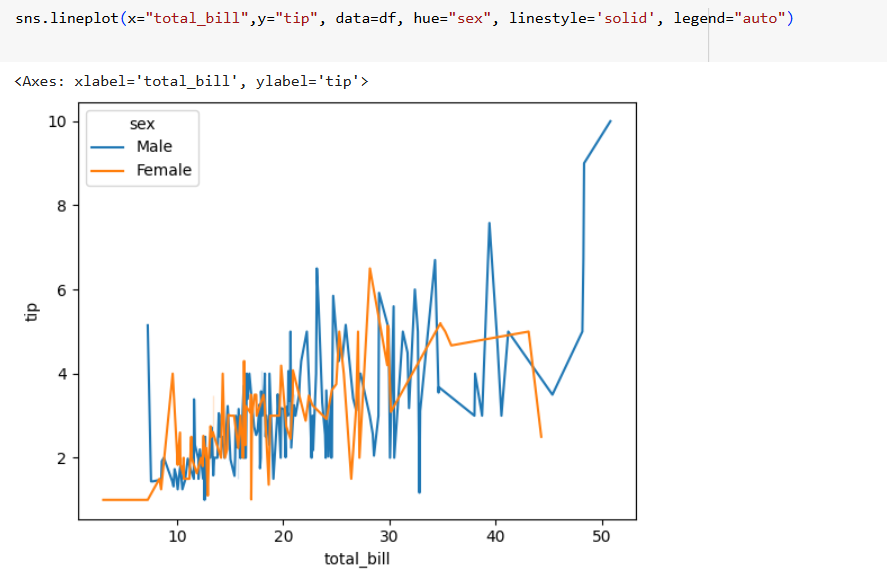 sns.lineplot(x="total_bill",y="tip", data=df, hue="sex", linestyle='solid', legend="auto")
<Axes: xlabel='total_bill', ylabel='tip'>
sex
Male
Female
10
8
6
4
2
tip
10
20
30
40
50
total_bill